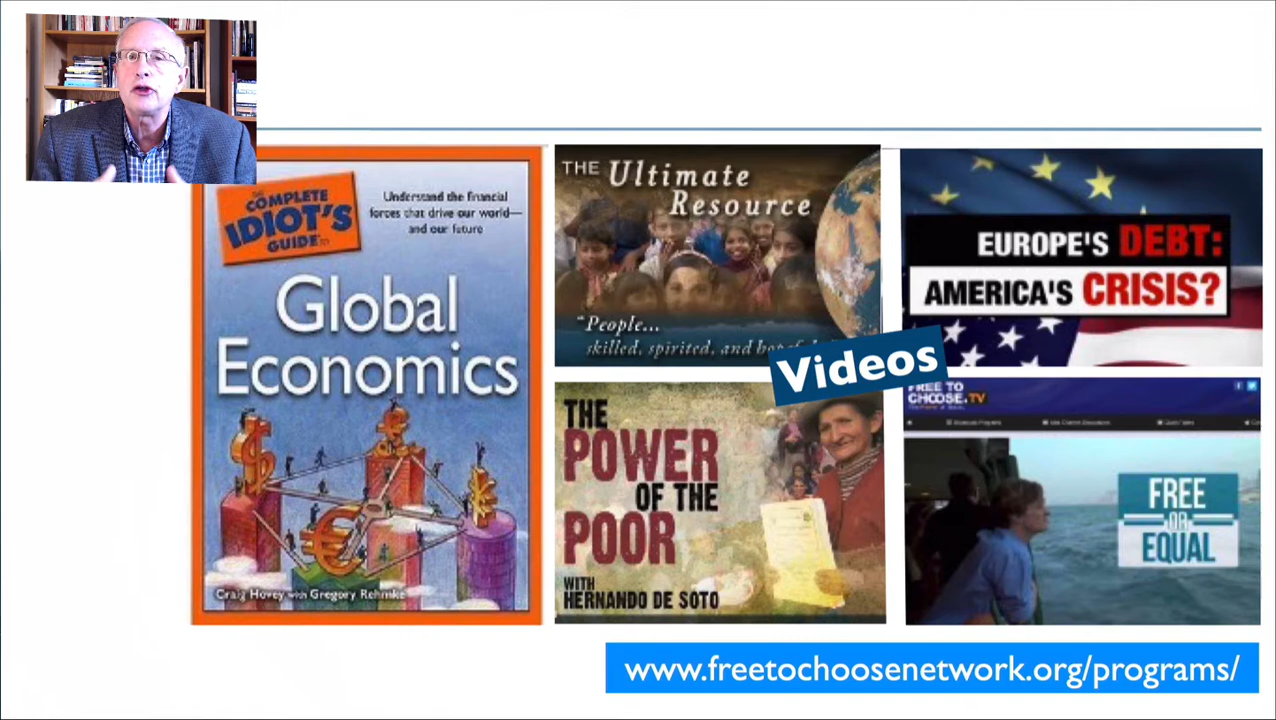 THE
COMPLETE
IDIOT'S
GUIDE TO
Understand the financial
forces that drive our world—
and our future
Global
Economics
Craig Hovey with Gregory Rehmke
THE Ultimate
Resource
"People...
skilled, spirited, and
EUROPE'S DEBT:
AMERICA'S CRISIS?
Videos
THE
POWER
OF THE
POOR
WITH
HERNANDO DE SOTO
FREE TO
CHOOSE.TV
FREE
OR
EQUAL
www.freetochoosenetwork.org/programs/